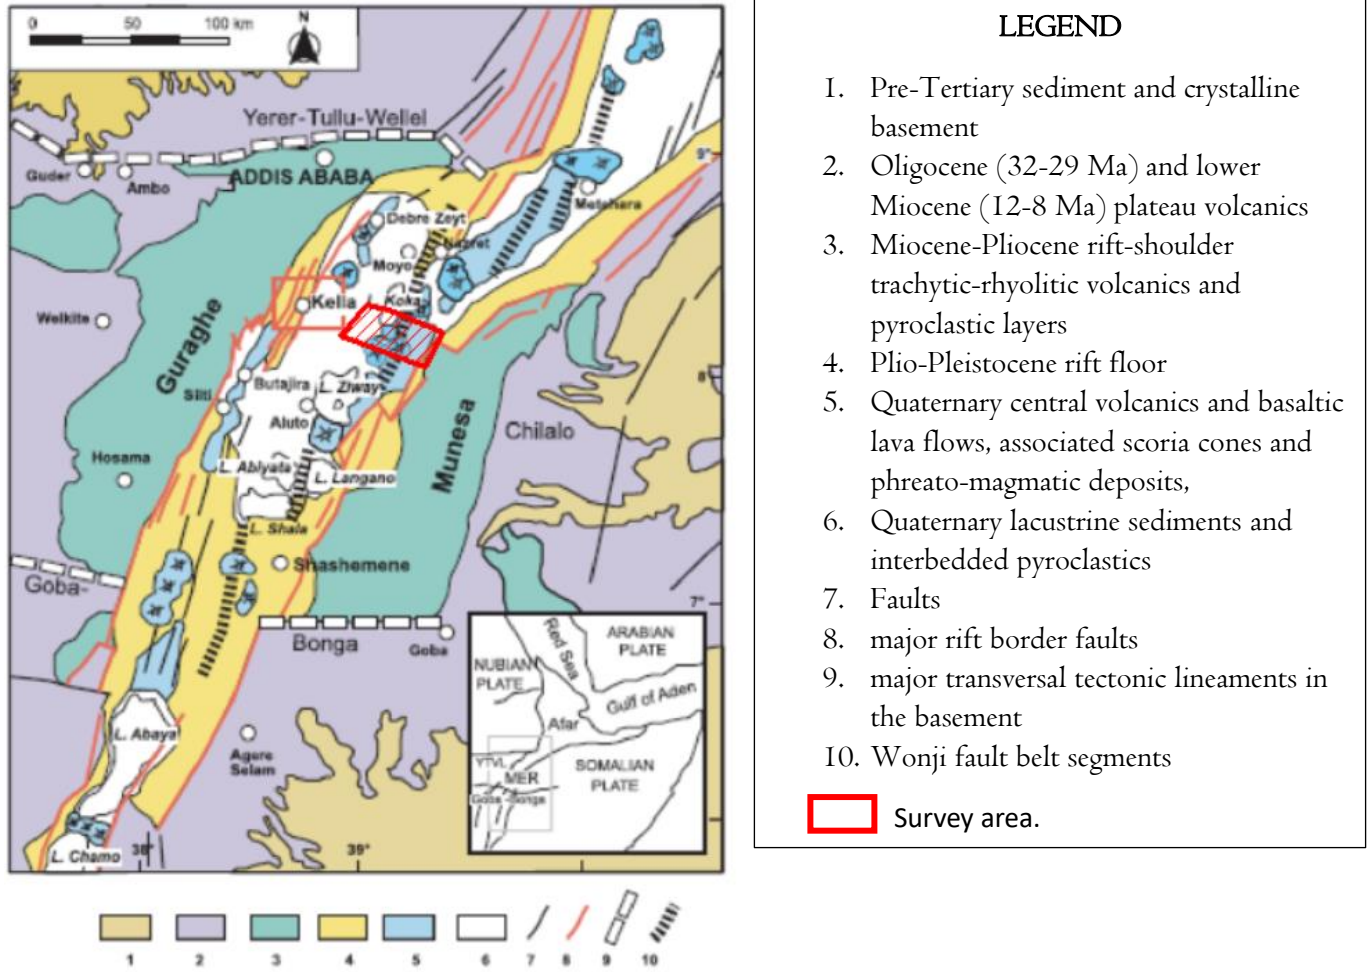 0 50 100 km
N
Yerer-Tullu-Wellel
9°
Guder
Ambo
ADDIS ABABA
Metehara
Debre Zeyt
Nazret
Moyo
Kella
Koka
Welkite
Guraghe
8°
Butajira
L. Ziway
Silti
Aluto
Munesa
Chilalo
Hosama
L. Abiyata
L. Langano
L. Shala
Shashemene
Goba-
7°
Bonga
Goba
Red Sea
ARABIAN
PLATE
NUBIAN
PLATE
Gulf of Aden
Afar
YTVL
MER
SOMALIAN
PLATE
Goba-Bonga
L. Abaya
Agere
Selam
L. Chamo
38°
39°
1 2 3 4 5 6 7 8 9 10
LEGEND
1. Pre-Tertiary sediment and crystalline
basement
2. Oligocene (32-29 Ma) and lower
Miocene (12-8 Ma) plateau volcanics
3. Miocene-Pliocene rift-shoulder
trachytic-rhyolitic volcanics and
pyroclastic layers
4. Plio-Pleistocene rift floor
5. Quaternary central volcanics and basaltic
lava flows, associated scoria cones and
phreato-magmatic deposits,
6. Quaternary lacustrine sediments and
interbedded pyroclastics
7. Faults
8. major rift border faults
9. major transversal tectonic lineaments in
the basement
10. Wonji fault belt segments
Survey area.